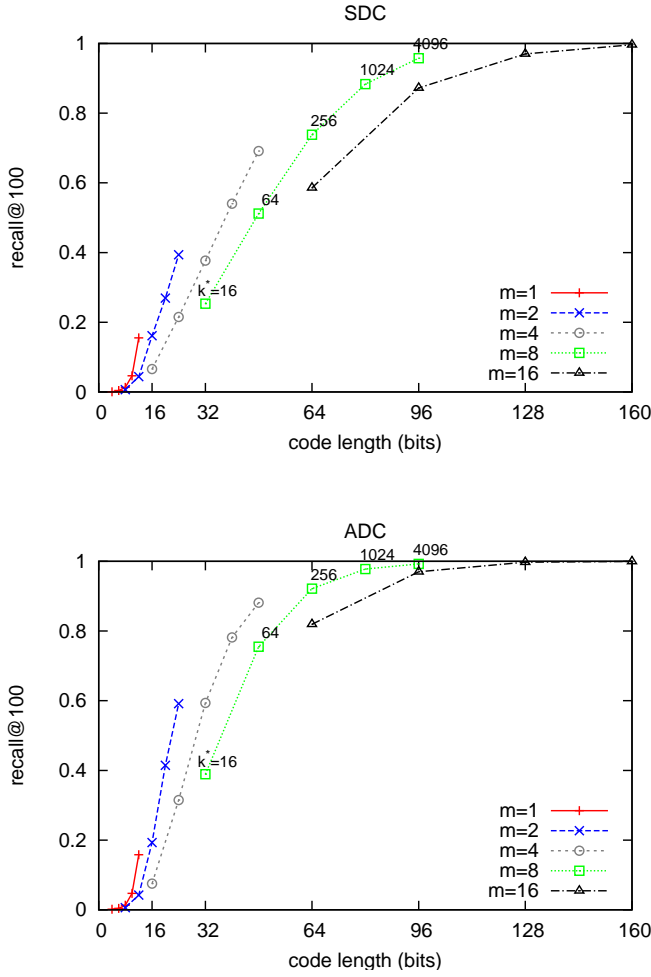 SDC
1
0.8
0.6
0.4
0.2
0
recall@100
0 16 32 64 96 128 160
code length (bits)
k*=16
64
256
1024
4096
m=1
m=2
m=4
m=8
m=16
ADC
1
0.8
0.6
0.4
0.2
0
recall@100
0 16 32 64 96 128 160
code length (bits)
k*=16
64
256
1024
4096
m=1
m=2
m=4
m=8
m=16